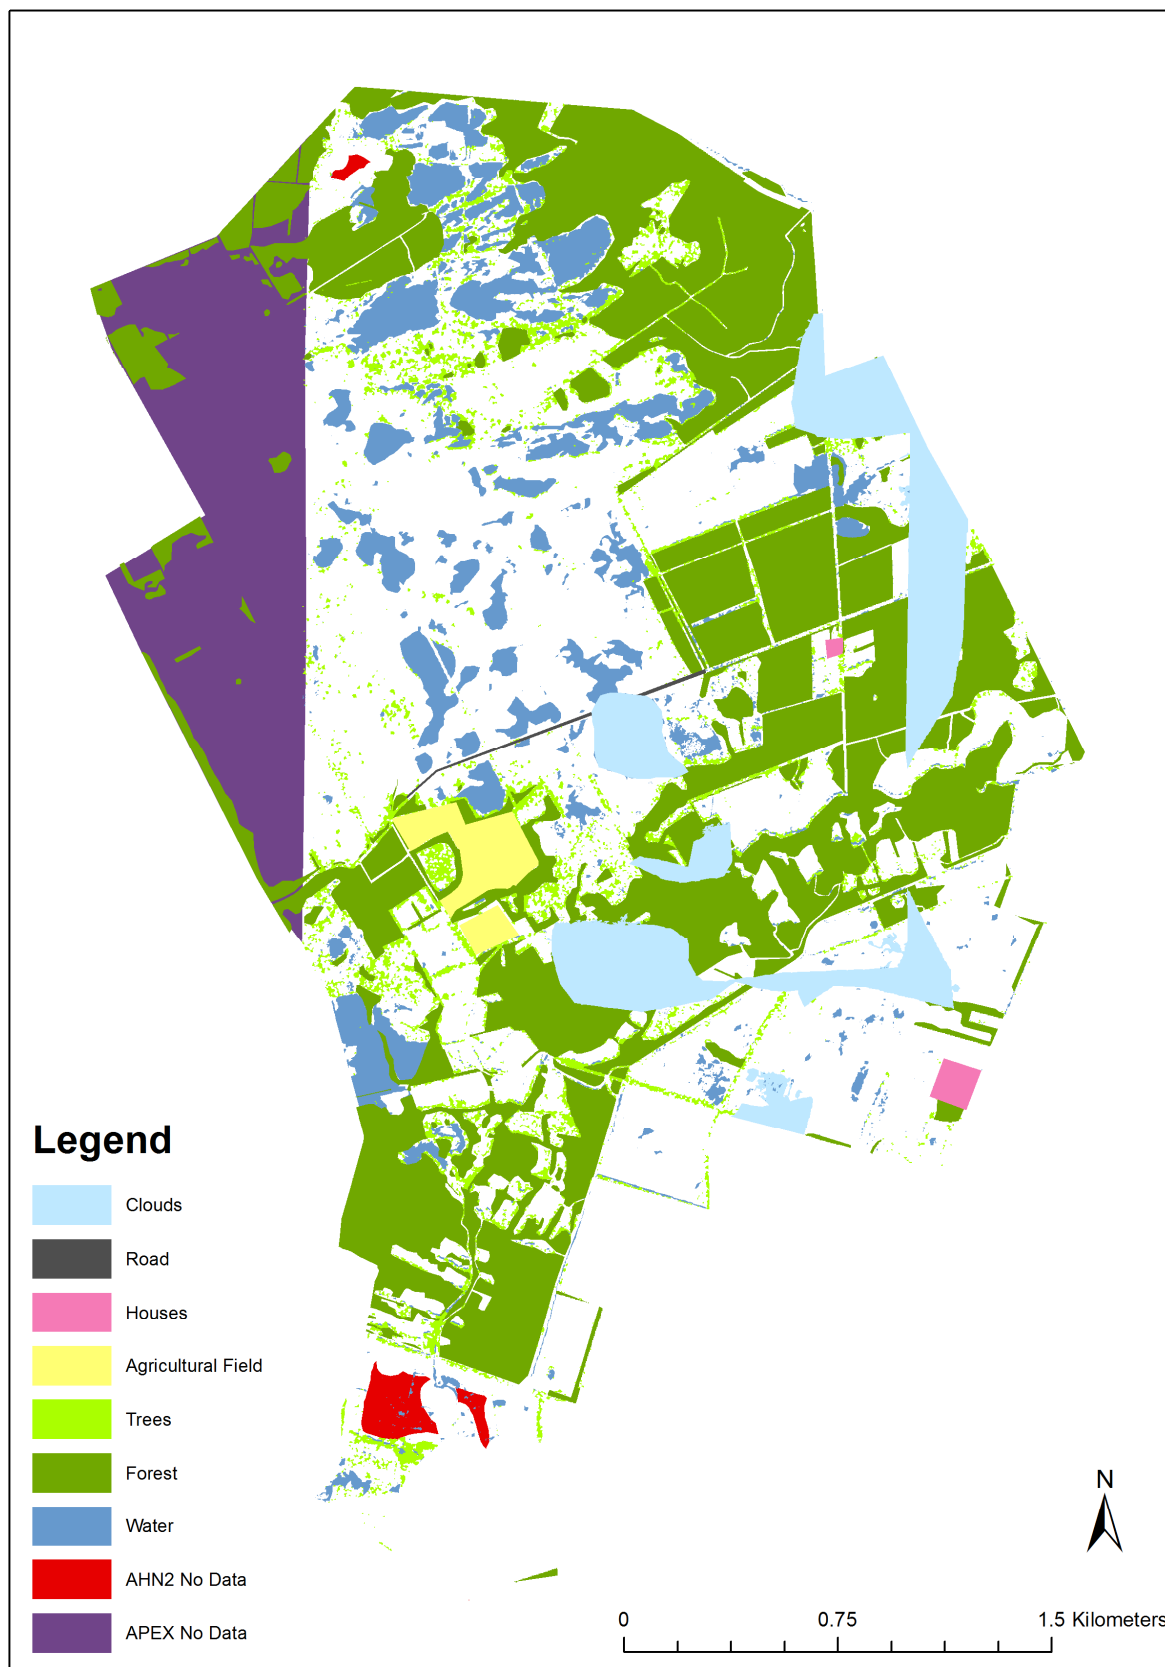 Legend
Clouds
Road
Houses
Agricultural Field
Trees
Forest
Water
AHN2 No Data
APEX No Data
N
0 0.75 1.5 Kilometers